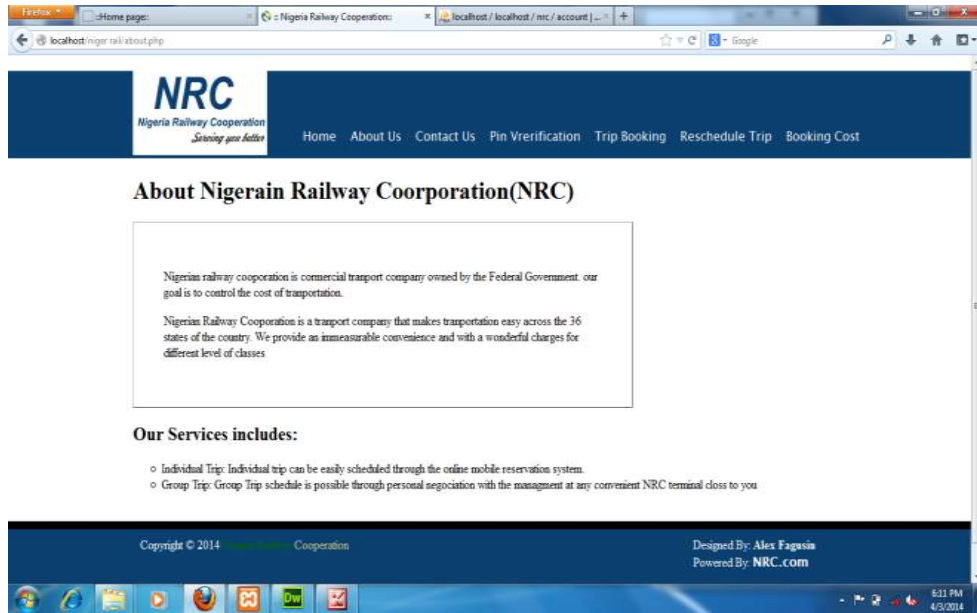 Firefox
::Home page::
:: Nigeria Railway Cooperation::
localhost / localhost / nrc / account | ...
localhost/niger rail/about.php
Google
NRC
Nigeria Railway Cooperation
Serving you better
Home About Us Contact Us Pin Vrerification Trip Booking Reschedule Trip Booking Cost
About Nigerain Railway Coorporation(NRC)
Nigerian railway cooporation is commercial tranport company owned by the Federal Government. our
goal is to control the cost of tranportation.
Nigerian Railway Cooporation is a tranport company that makes tranportation easy across the 36
states of the country. We provide an immeasurable convenience and with a wonderful charges for
different level of classes
Our Services includes:
Individual Trip: Individual trip can be easily scheduled through the online mobile reservation system.
Group Trip: Group Trip schedule is possible through personal negociation with the managment at any convenient NRC terminal closs to you
Copyright © 2014 Cooperation
Designed By: Alex Fagusin
Powered By: NRC.com
Dw
6:11 PM
4/3/2014